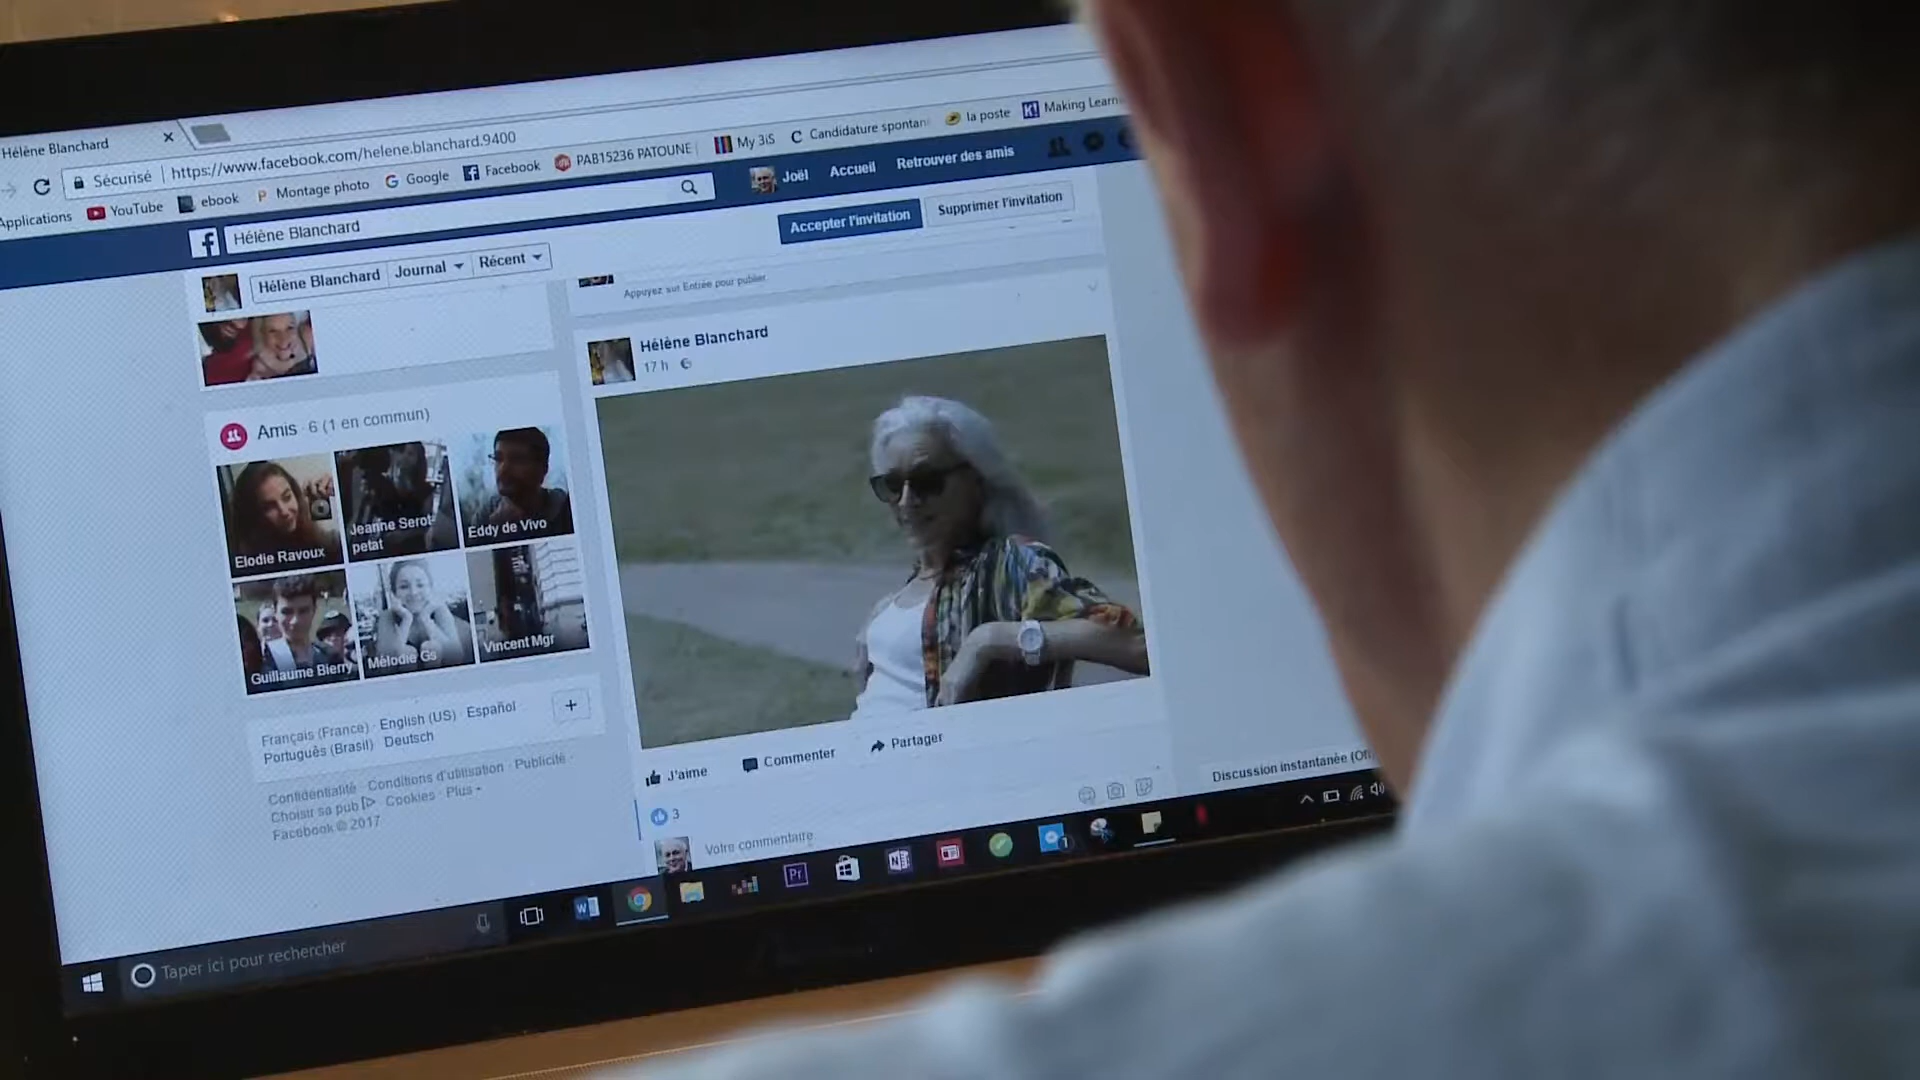 Hélène Blanchard
Sécurisé https://www.facebook.com/helene.blanchard.9400
Applications YouTube ebook Montage photo Google Facebook PAB15236 PATOUNE My 3iS Candidature spontan la poste Making Learn
Hélène Blanchard Joël Accueil Retrouver des amis
Hélène Blanchard Journal Récent Accepter l'invitation Supprimer l'invitation
Appuyez sur Entrée pour publier.
Amis · 6 (1 en commun)
Elodie Ravoux
Jeanne Serot
petat
Eddy de Vivo
Guillaume Bierry
Mélodie Gs
Vincent Mgr
Français (France) · English (US) · Español
Português (Brasil) · Deutsch
Confidentialité · Conditions d'utilisation · Publicité ·
Choisir sa pub · Cookies · Plus
Facebook © 2017
Hélène Blanchard
17 h
J'aime Commenter Partager
3
Votre commentaire
Discussion instantanée
Pr
1
Taper ici pour rechercher